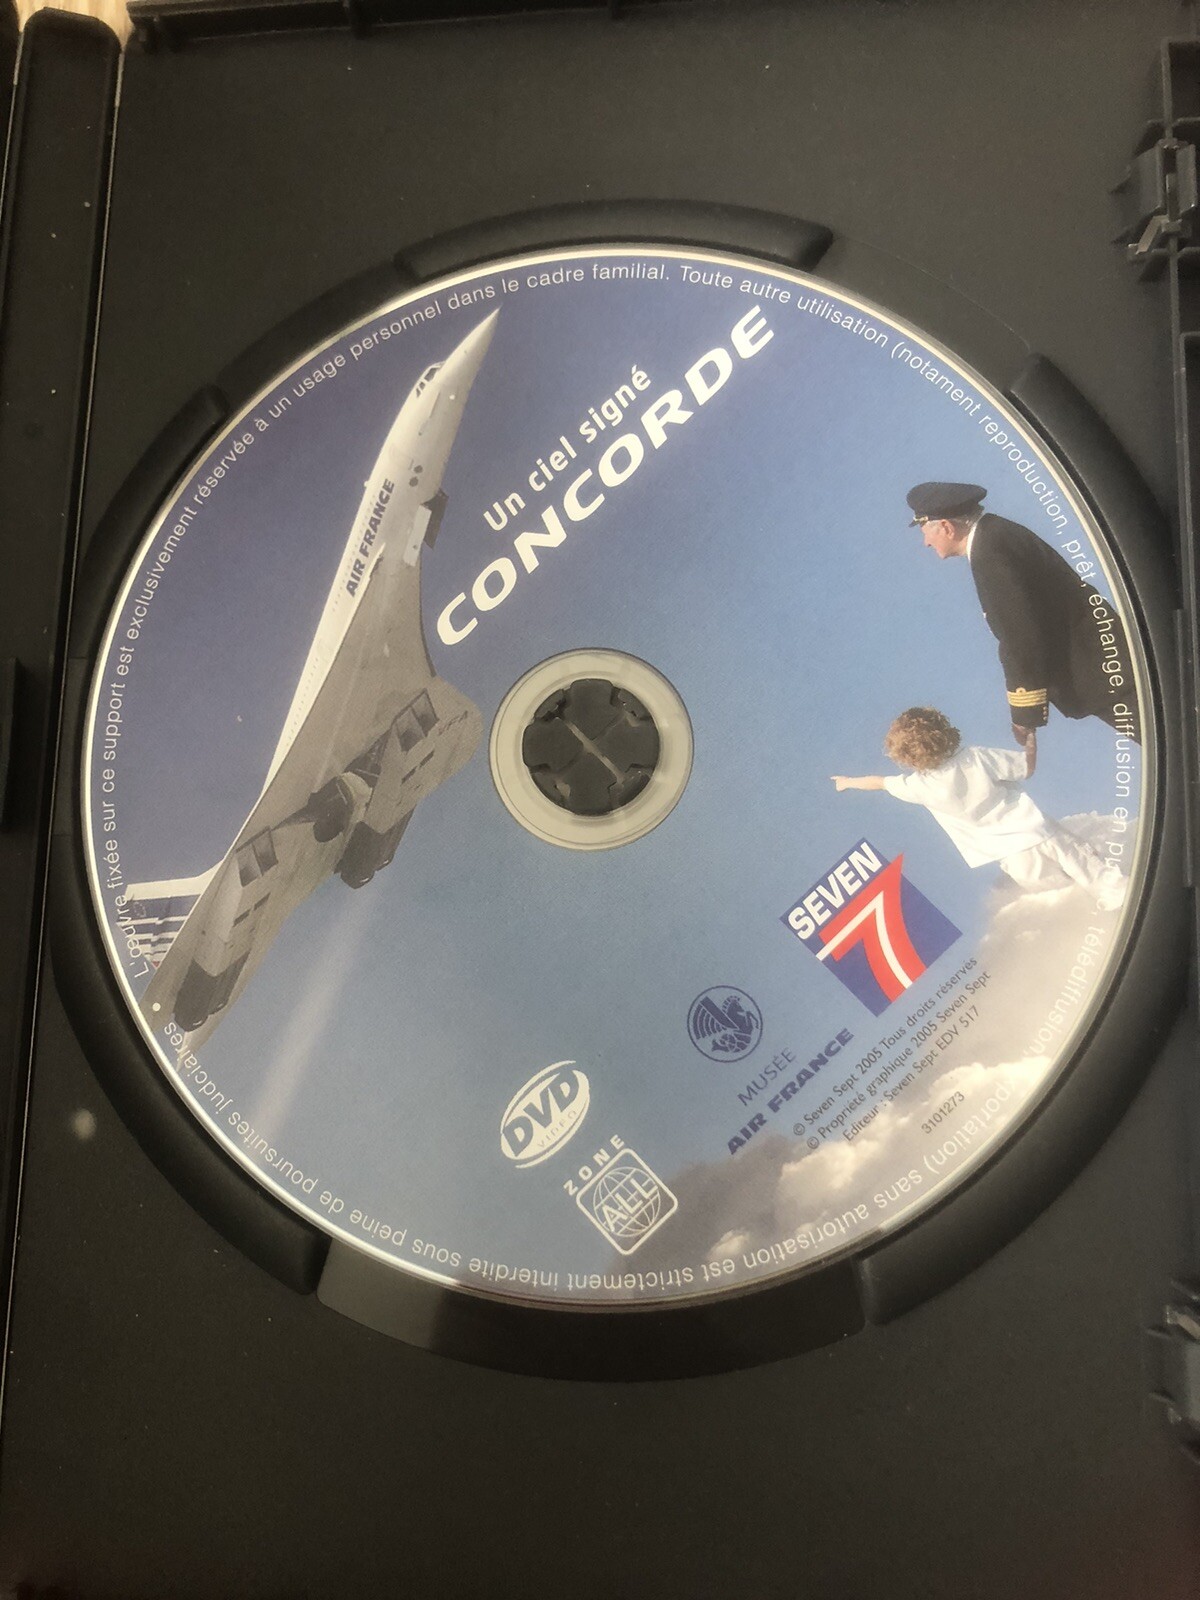 Un ciel signé
CONCORDE
AIR FRANCE
SEVEN
7
MUSÉE
AIR FRANCE
© Seven Sept 2005 Tous droits réservés
© Propriété graphique 2005 Seven Sept
Editeur : Seven Sept EDV 517
3101273
DVD
VIDEO
ZONE
ALL
L'œuvre fixée sur ce support est exclusivement réservée à un usage personnel dans le cadre familial. Toute autre utilisation (notament reproduction, prêt, échange, diffusion en télédiffusion, sans autorisation est strictement interdite sous peine de poursuites judciaires •